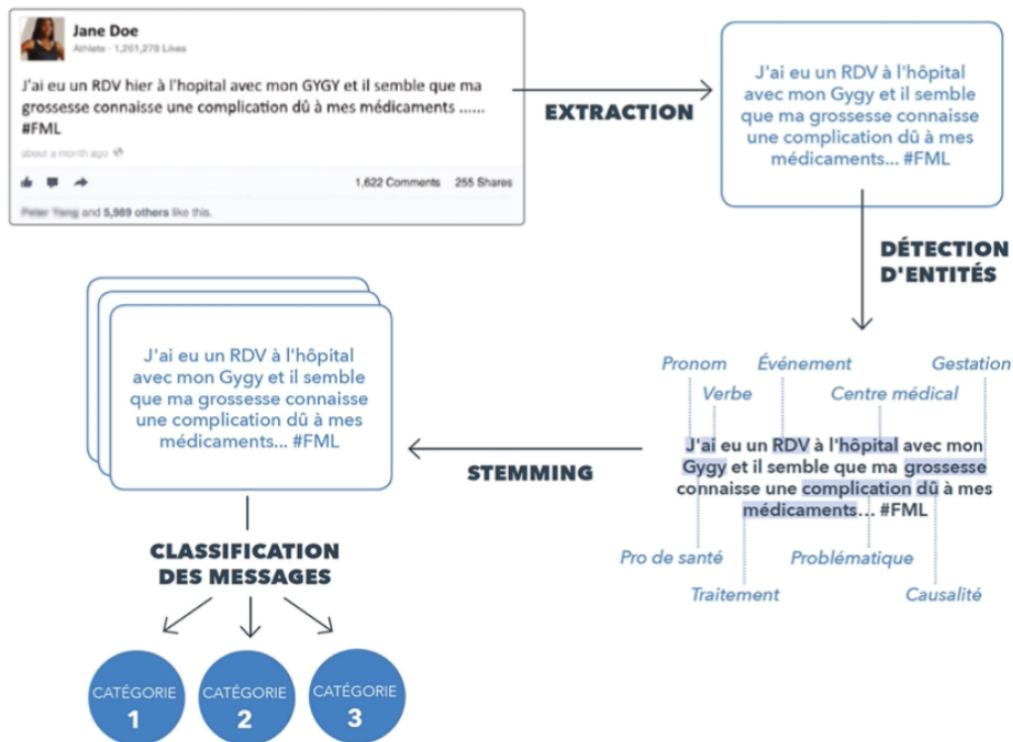 Jane Doe
Athlete · 1,261,278 Likes
J'ai eu un RDV hier à l'hopital avec mon GYGY et il semble que ma
grossesse connaisse une complication dû à mes médicaments ......
#FML
about a month ago
1,622 Comments 255 Shares
Peter Yang and 5,989 others like this.
EXTRACTION
J'ai eu un RDV à l'hôpital
avec mon Gygy et il semble
que ma grossesse connaisse
une complication dû à mes
médicaments... #FML
DÉTECTION
D'ENTITÉS
Pronom Événement Gestation
Verbe Centre médical
J'ai eu un RDV à l'hôpital avec mon
Gygy et il semble que ma grossesse
connaisse une complication dû à mes
médicaments... #FML
Pro de santé Problématique
Traitement Causalité
STEMMING
J'ai eu un RDV à l'hôpital
avec mon Gygy et il semble
que ma grossesse connaisse
une complication dû à mes
médicaments... #FML
CLASSIFICATION
DES MESSAGES
CATÉGORIE
1
CATÉGORIE
2
CATÉGORIE
3